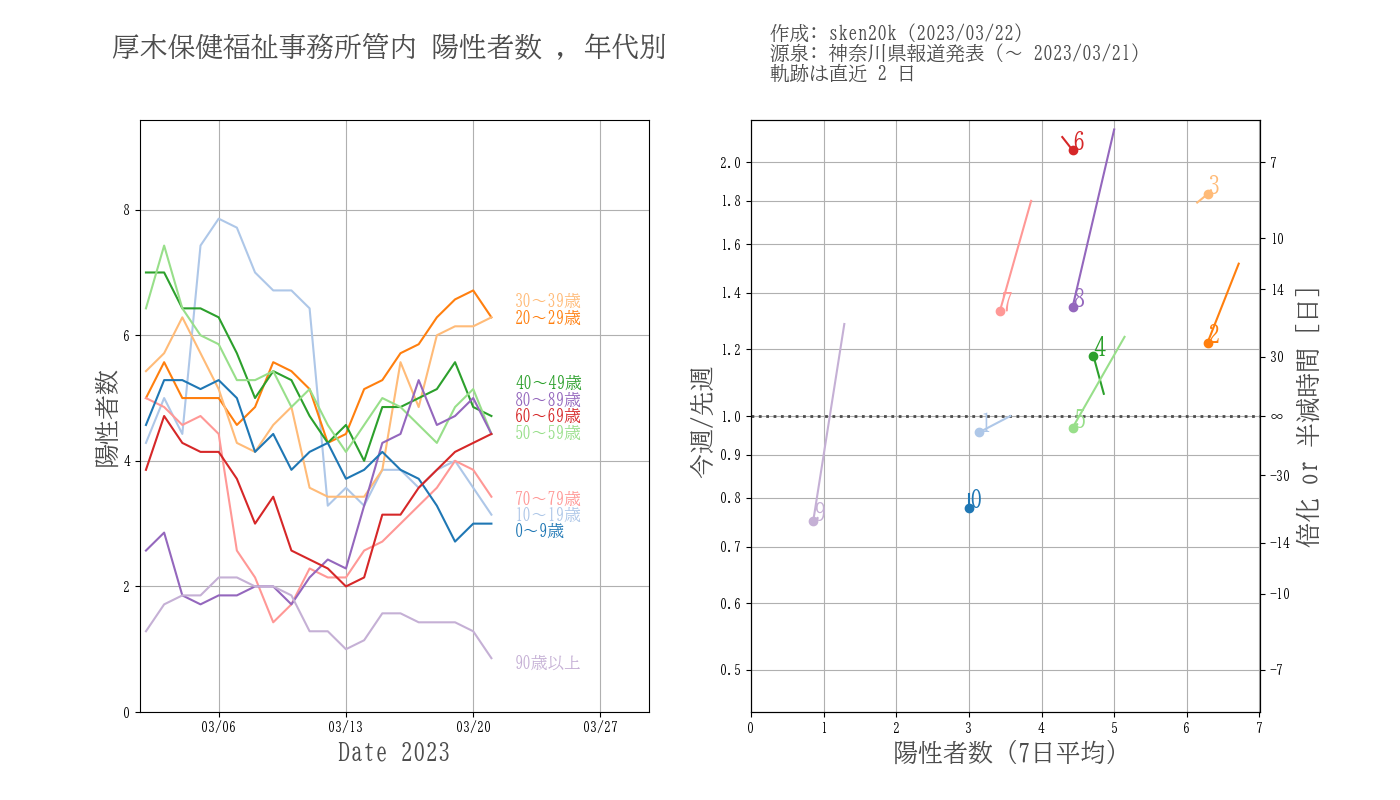 厚木保健福祉事務所管内 陽性者数 , 年代別
作成: sken20k (2023/03/22)
源泉: 神奈川県報道発表 (〜 2023/03/21)
軌跡は直近 2 日
陽性者数
8
6
4
2
0
30〜39歳
20〜29歳
40〜49歳
80〜89歳
60〜69歳
50〜59歳
70〜79歳
10〜19歳
0〜9歳
90歳以上
03/06
03/13
03/20
03/27
Date 2023
今週/先週
2.0
1.8
1.6
1.4
1.2
1.0
0.9
0.8
0.7
0.6
0.5
6
3
7
8
4
2
1
5
0
9
7
10
14
30
∞
−30
−14
−10
−7
倍化 or 半減時間 [日]
0
1
2
3
4
5
6
7
陽性者数 (7日平均)